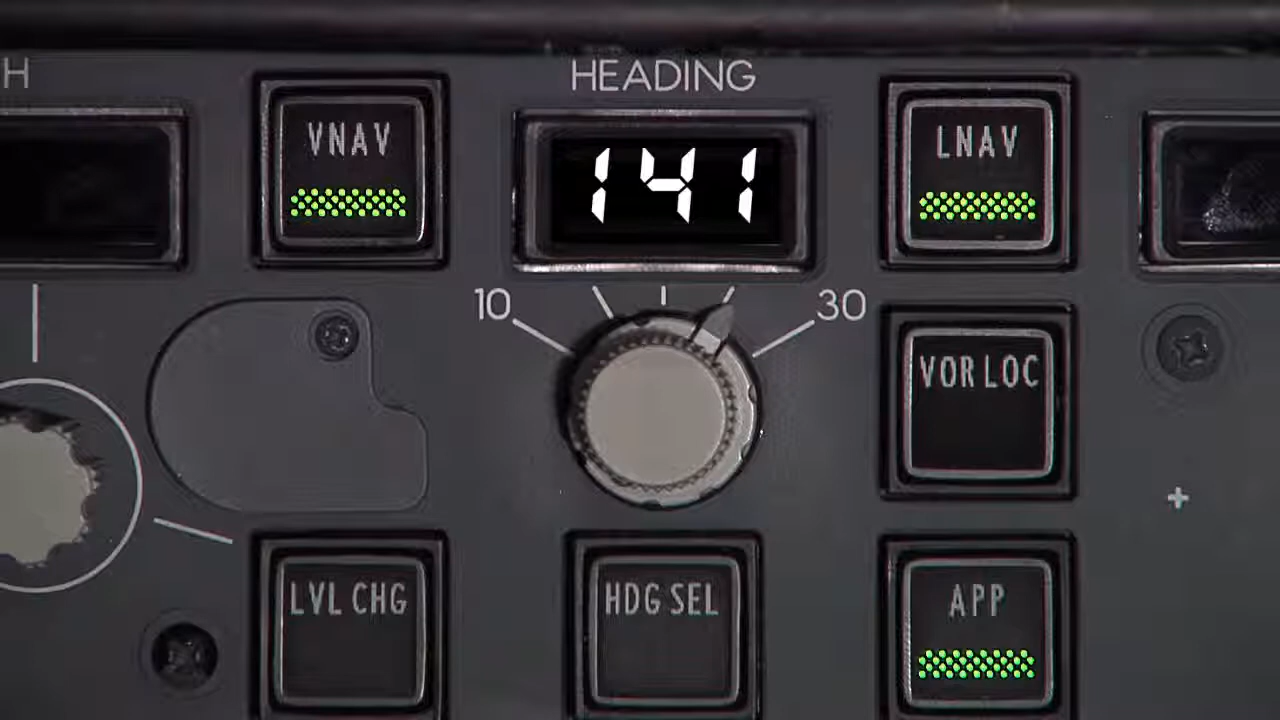 H
HEADING
VNAV
141
LNAV
10
30
VOR LOC
LVL CHG
HDG SEL
APP